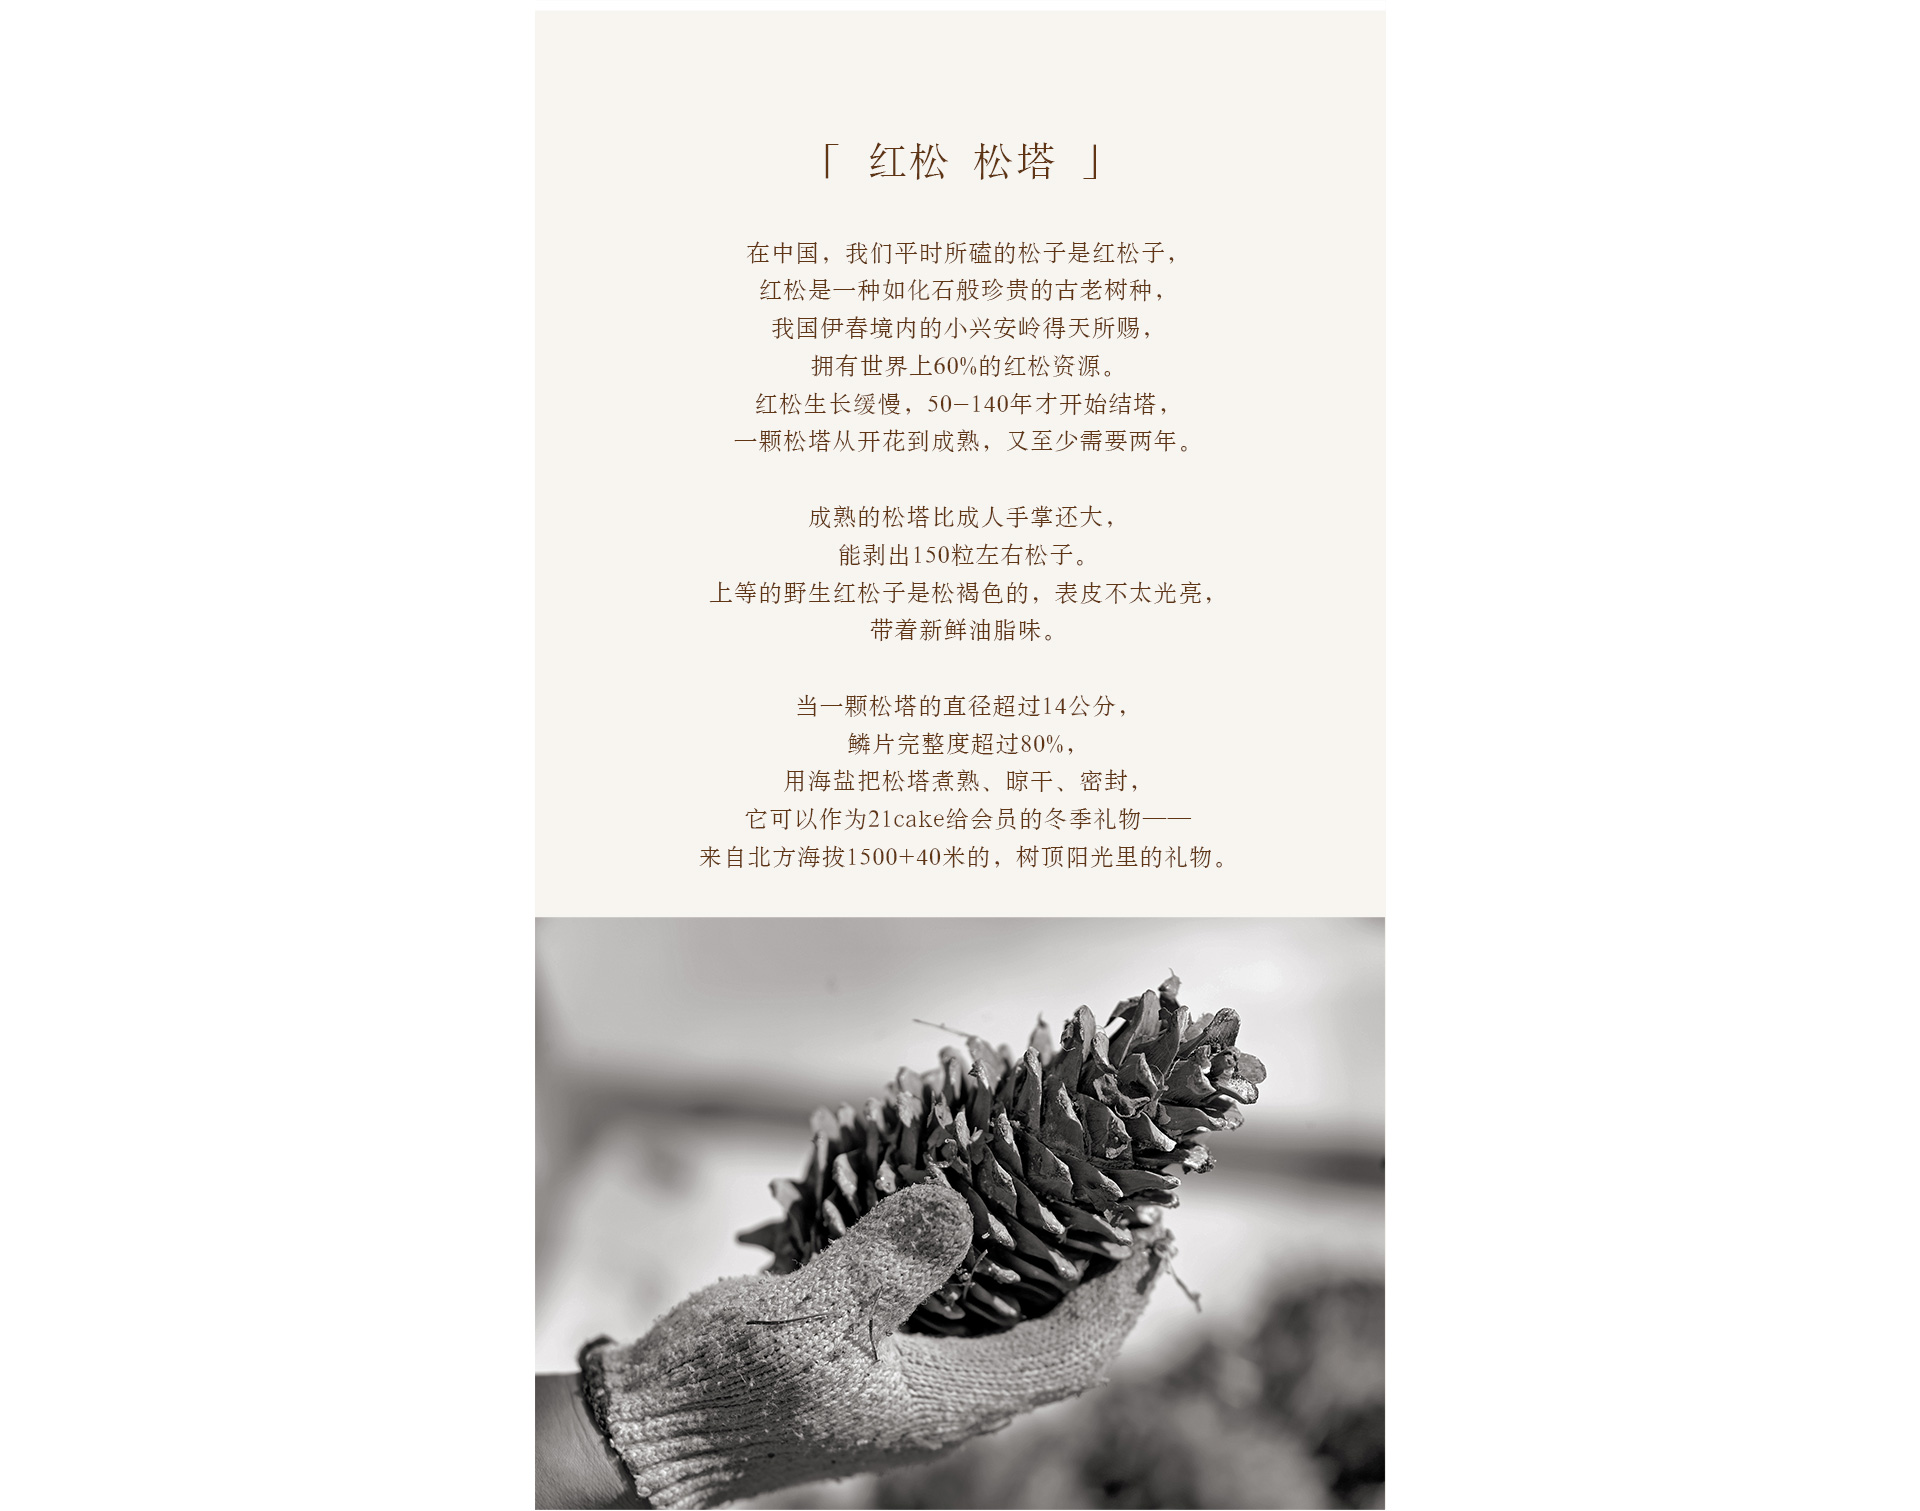 「 红松 松塔 」
在中国，我们平时所磕的松子是红松子，
红松是一种如化石般珍贵的古老树种，
我国伊春境内的小兴安岭得天所赐，
拥有世界上60%的红松资源。
红松生长缓慢，50—140年才开始结塔，
一颗松塔从开花到成熟，又至少需要两年。
成熟的松塔比成人手掌还大，
能剥出150粒左右松子。
上等的野生红松子是松褐色的，表皮不太光亮，
带着新鲜油脂味。
当一颗松塔的直径超过14公分，
鳞片完整度超过80%，
用海盐把松塔煮熟、晾干、密封，
它可以作为21cake给会员的冬季礼物——
来自北方海拔1500+40米的，树顶阳光里的礼物。